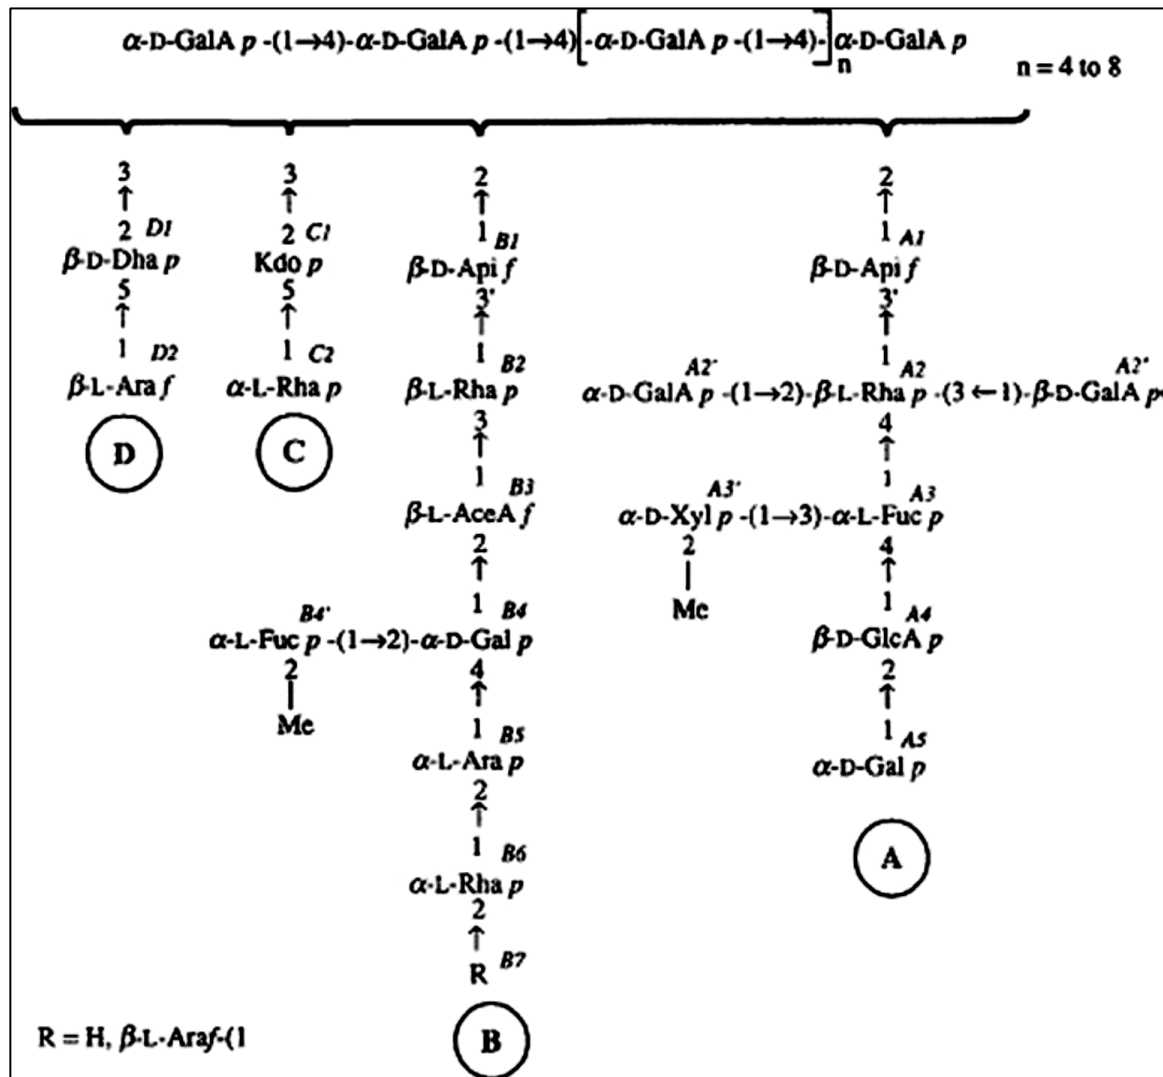 α-D-GalA p -(1→4)-α-D-GalA p -(1→4)[-α-D-GalA p -(1→4)-]n α-D-GalA p
n = 4 to 8
3 3 2 2
↑ ↑ ↑ ↑
2 D1 2 C1 1 B1 1 A1
β-D-Dha p Kdo p β-D-Api f β-D-Api f
5 5 3' 3'
↑ ↑ ↑ ↑
1 D2 1 C2 1 B2 A2' 1 A2 A2''
β-L-Ara f α-L-Rha p β-L-Rha p α-D-GalA p -(1→2)-β-L-Rha p -(3←1)-β-D-GalA p
D C 3 4
↑ ↑
1 B3 A3' 1 A3
β-L-AceA f α-D-Xyl p -(1→3)-α-L-Fuc p
2 2 4
↑ | ↑
B4' 1 B4 Me 1 A4
α-L-Fuc p -(1→2)-α-D-Gal p β-D-GlcA p
2 4 2
| ↑ ↑
Me 1 B5 1 A5
α-L-Ara p α-D-Gal p
2
↑
1 B6 A
α-L-Rha p
2
↑
R B7
R = H, β-L-Araf-(1 B